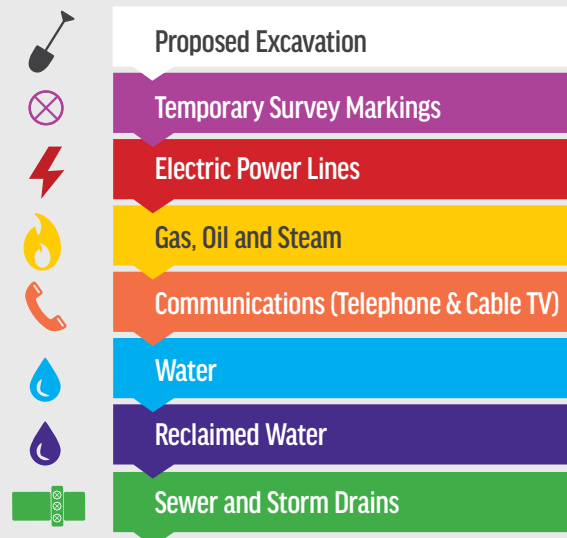 Proposed Excavation
Temporary Survey Markings
Electric Power Lines
Gas, Oil and Steam
Communications (Telephone & Cable TV)
Water
Reclaimed Water
Sewer and Storm Drains